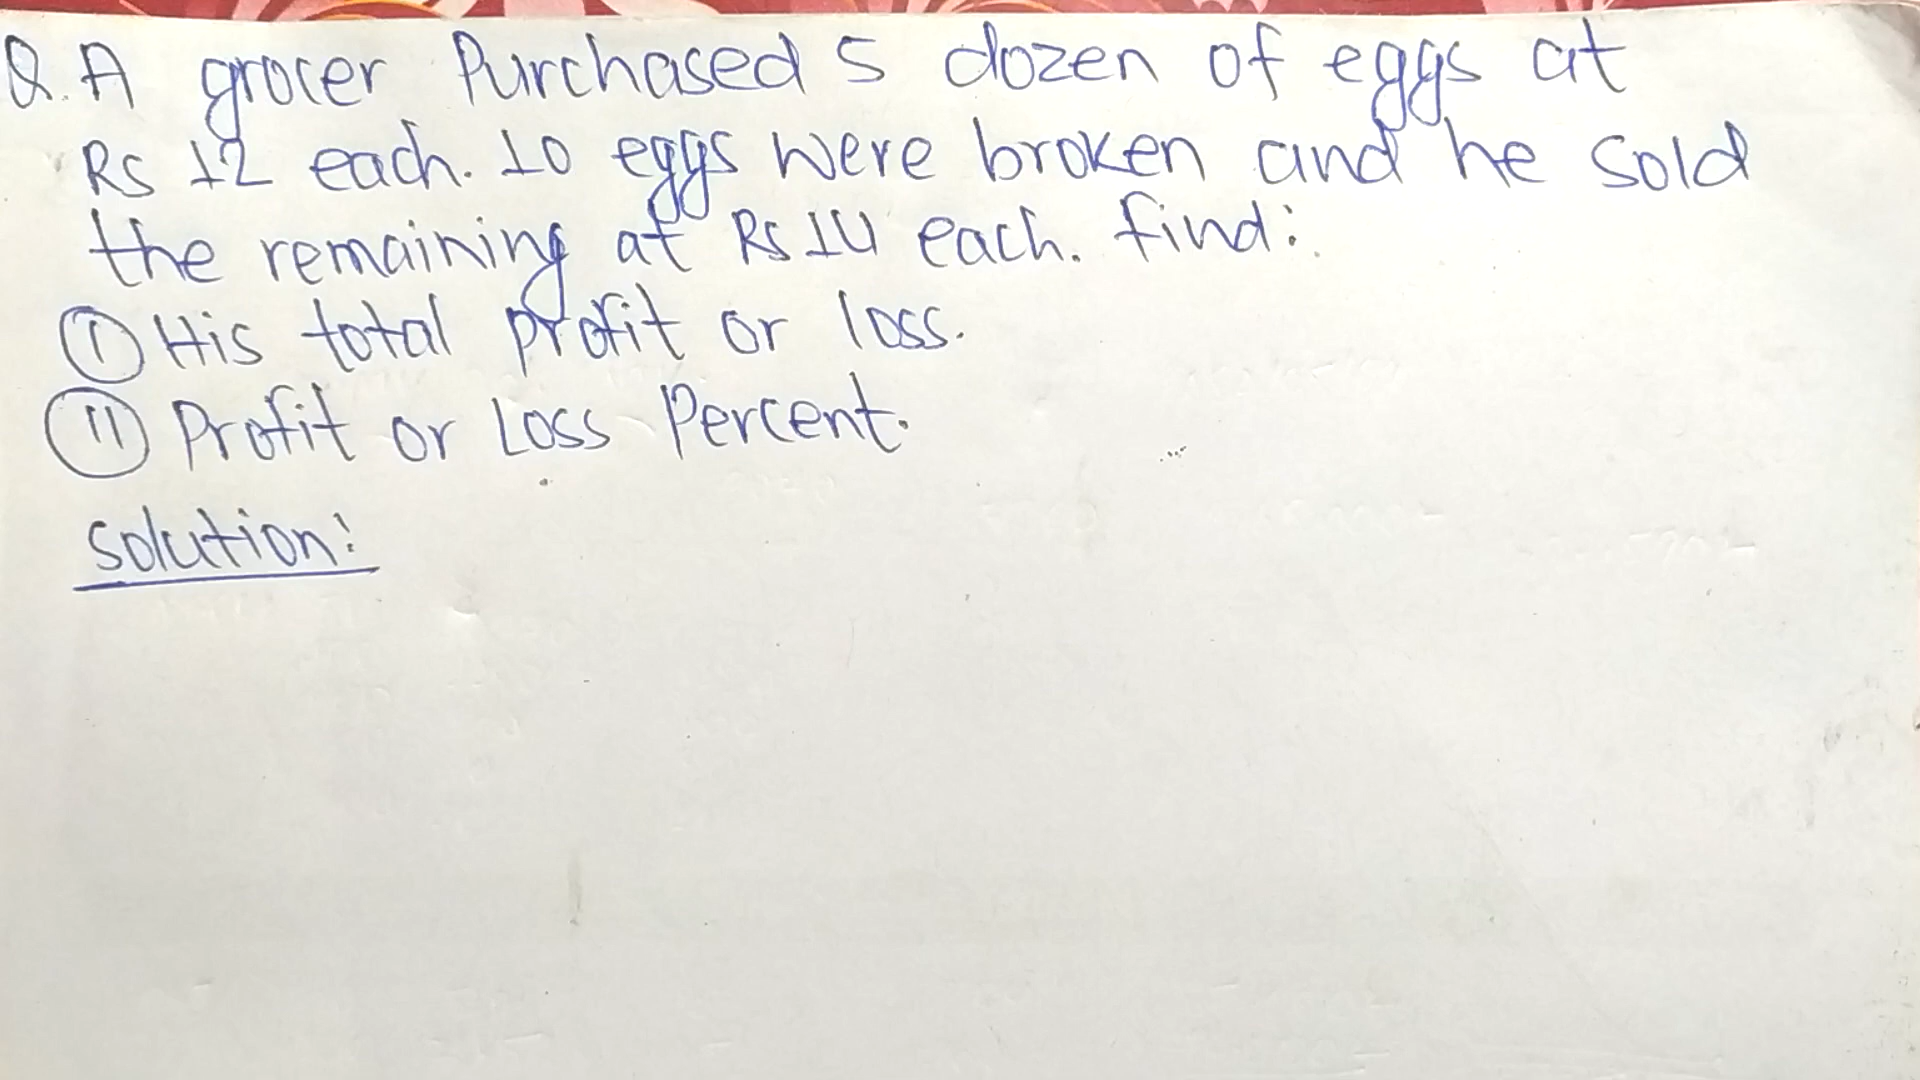 Q. A grocer Purchased 5 dozen of eggs at
Rs 12 each. 10 eggs were broken and he sold
the remaining at Rs 14 each. find:
(i) His total profit or loss.
(ii) Profit or Loss Percent.
Solution: